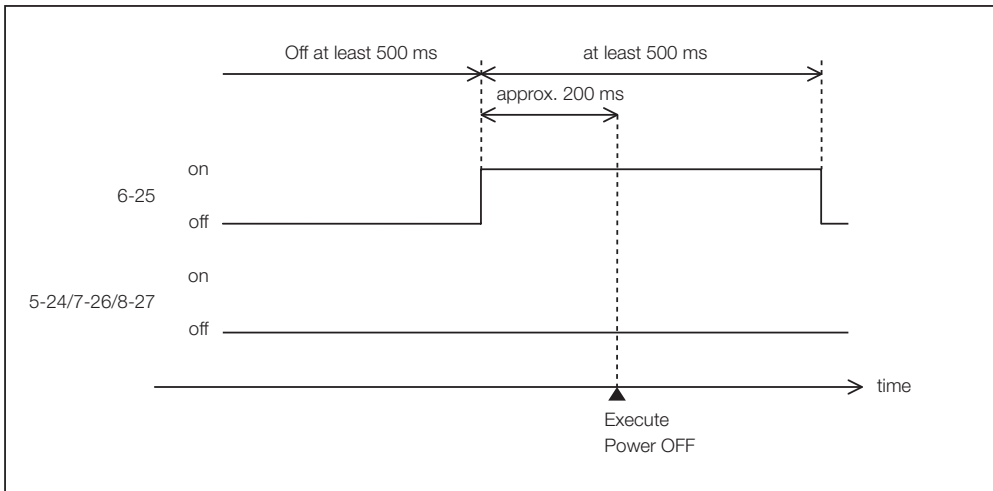 Off at least 500 ms
at least 500 ms
approx. 200 ms
on
6-25
off
on
5-24/7-26/8-27
off
time
Execute
Power OFF